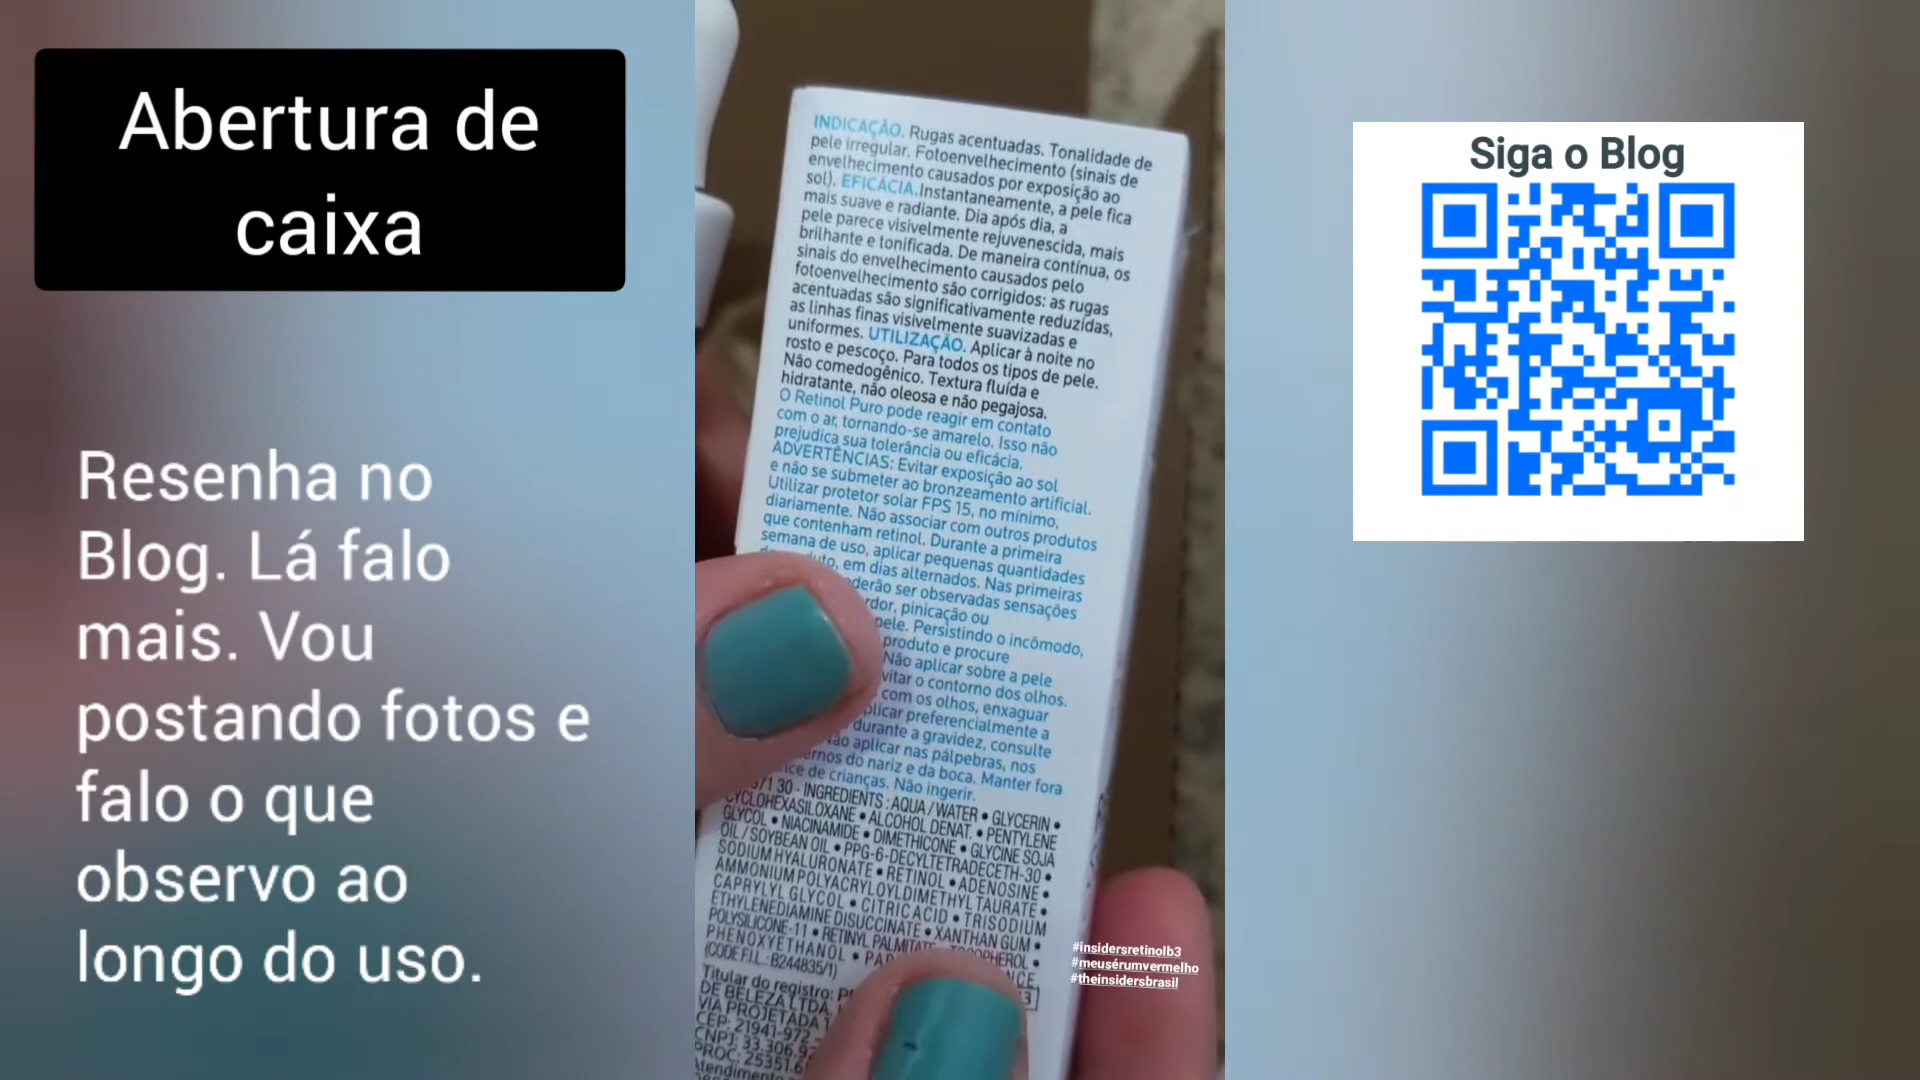 Abertura de
caixa
Resenha no
Blog. Lá falo
mais. Vou
postando fotos e
falo o que
observo ao
longo do uso.
INDICAÇÃO. Rugas acentuadas. Tonalidade de
pele irregular. Fotoenvelhecimento (sinais de
envelhecimento causados por exposição ao
sol). EFICÁCIA.Instantaneamente, a pele fica
mais suave e radiante. Dia após dia, a
pele parece visivelmente rejuvenescida, mais
brilhante e tonificada. De maneira contínua, os
sinais do envelhecimento causados pelo
fotoenvelhecimento são corrigidos: as rugas
acentuadas são significativamente reduzidas,
as linhas finas visivelmente suavizadas e
uniformes. UTILIZAÇÃO. Aplicar à noite no
rosto e pescoço. Para todos os tipos de pele.
Não comedogênico. Textura fluída e
hidratante, não oleosa e não pegajosa.
O Retinol Puro pode reagir em contato
com o ar, tornando-se amarelo. Isso não
prejudica sua tolerância ou eficácia.
ADVERTÊNCIAS: Evitar exposição ao sol
e não se submeter ao bronzeamento artificial.
Utilizar protetor solar FPS 15, no mínimo,
diariamente. Não associar com outros produtos
que contenham retinol. Durante a primeira
semana de uso, aplicar pequenas quantidades
em dias alternados. Nas primeiras
ser observadas sensações
pinicação ou
pele. Persistindo o incômodo,
produto e procure
Não aplicar sobre a pele
o contorno dos olhos.
com os olhos, enxaguar
preferencialmente a
durante a gravidez, consulte
aplicar nas pálpebras, nos
do nariz e da boca. Manter fora
de crianças. Não ingerir.
30 - INGREDIENTS : AQUA / WATER • GLYCERIN •
CYCLOHEXASILOXANE • ALCOHOL DENAT. • PENTYLENE
GLYCOL • NIACINAMIDE • DIMETHICONE • GLYCINE SOJA
OIL / SOYBEAN OIL • PPG-6-DECYLTETRADECETH-30 •
SODIUM HYALURONATE • RETINOL • ADENOSINE •
AMMONIUM POLYACRYLOYLDIMETHYL TAURATE •
CAPRYLYL GLYCOL • CITRIC ACID • TRISODIUM
ETHYLENEDIAMINE DISUCCINATE • XANTHAN GUM •
POLYSILICONE-11 • RETINYL PALMITATE
PHENOXYETHANOL •
(CODE F.I.L.: B244835/1)
Titular do registro:
DE BELEZA LTDA.
VIA PROJETADA
CEP: 21941-972
CNPJ: 33.306.9
PROC: 25351.6
Atendimento
#insidersretinolb3
#meusérumvermelho
#theinsidersbrasil
Siga o Blog